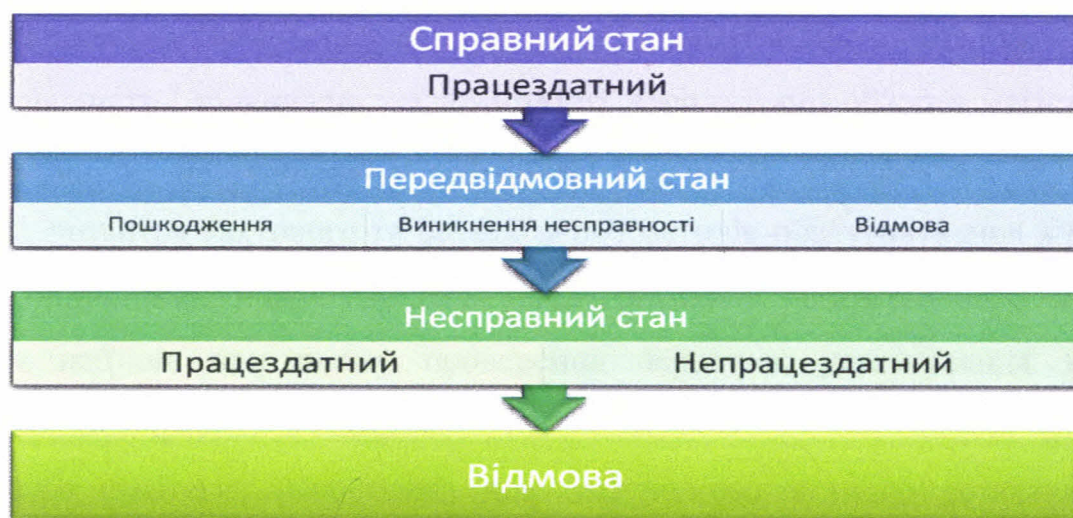 Справний стан
Працездатний
Передвідмовний стан
Пошкодження Виникнення несправності Відмова
Несправний стан
Працездатний Непрацездатний
Відмова